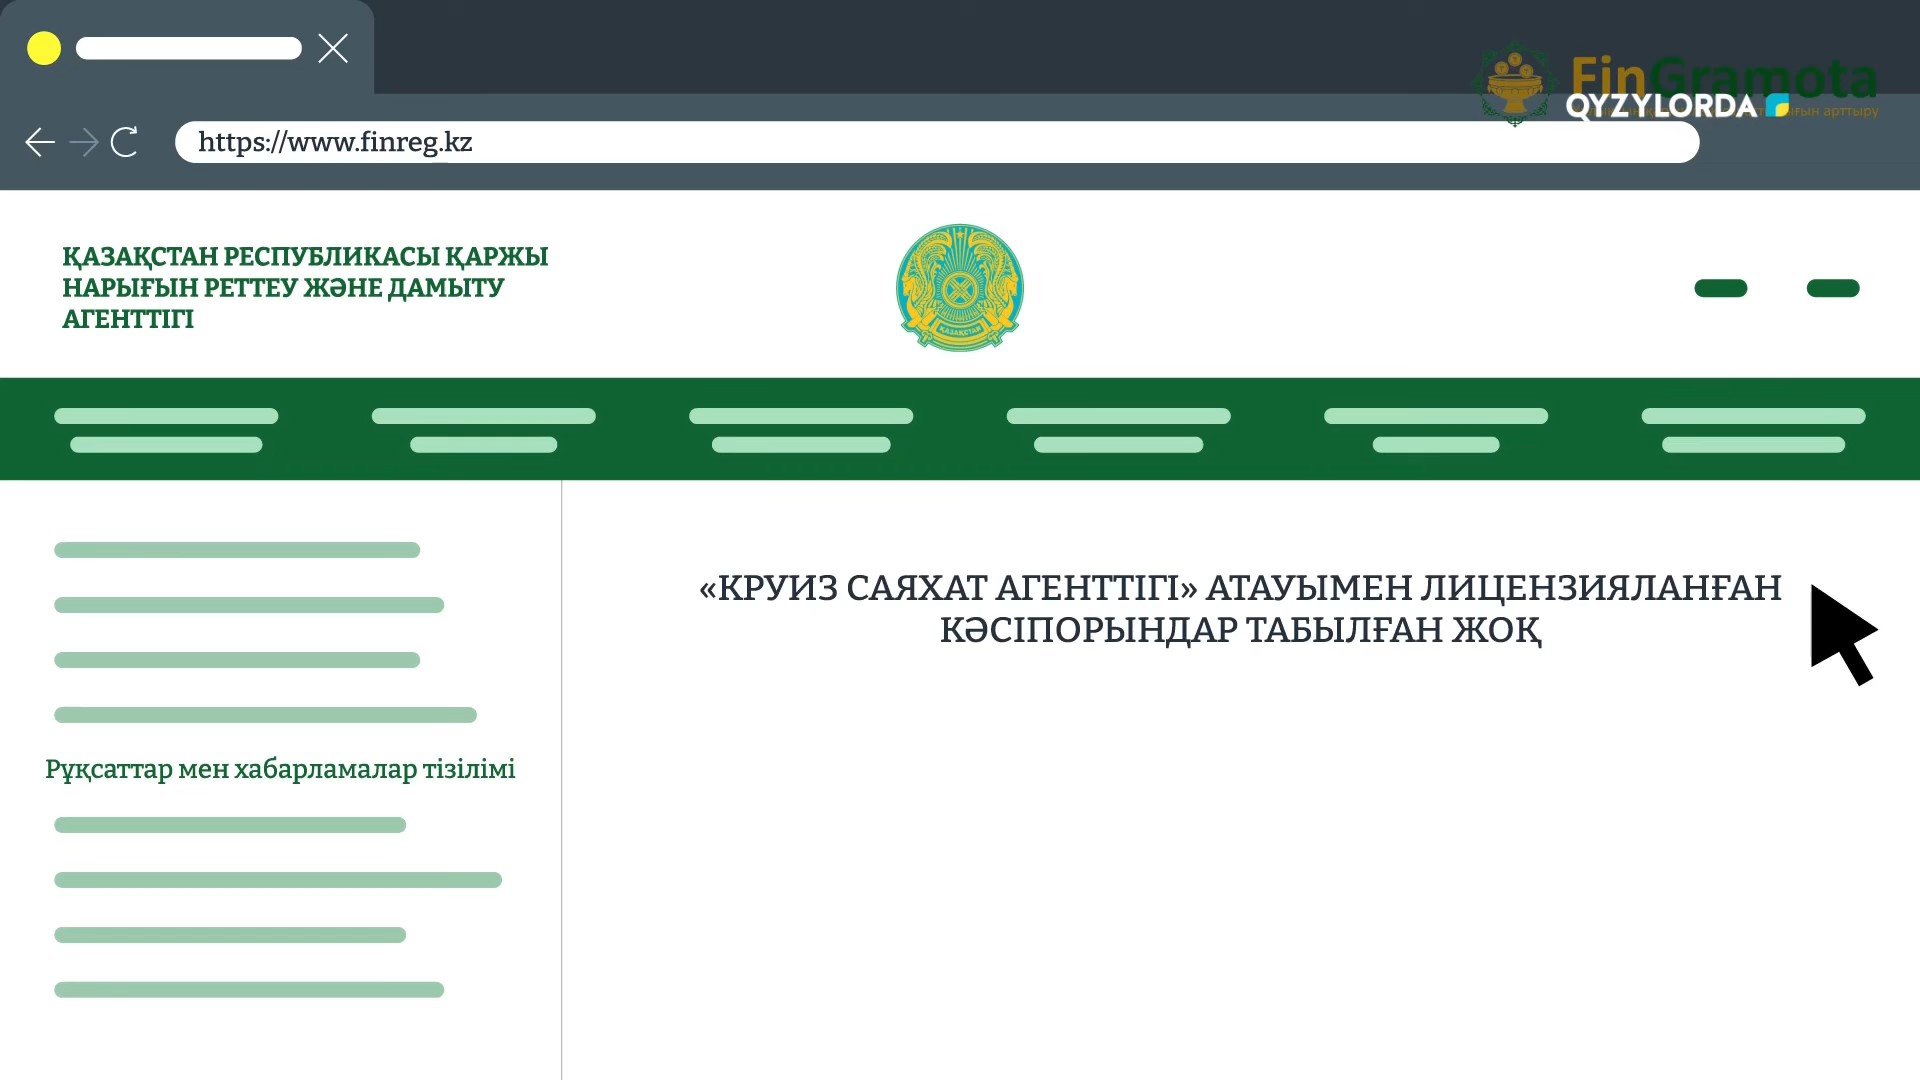 FinGramota
QYZYLORDA
https://www.finreg.kz
ҚАЗАҚСТАН РЕСПУБЛИКАСЫ ҚАРЖЫ
НАРЫҒЫН РЕТТЕУ ЖӘНЕ ДАМЫТУ
АГЕНТТІГІ
ҚАЗАҚСТАН
«КРУИЗ САЯХАТ АГЕНТТІГІ» АТАУЫМЕН ЛИЦЕНЗИЯЛАНҒАН
КӘСІПОРЫНДАР ТАБЫЛҒАН ЖОҚ
Рұқсаттар мен хабарламалар тізілімі